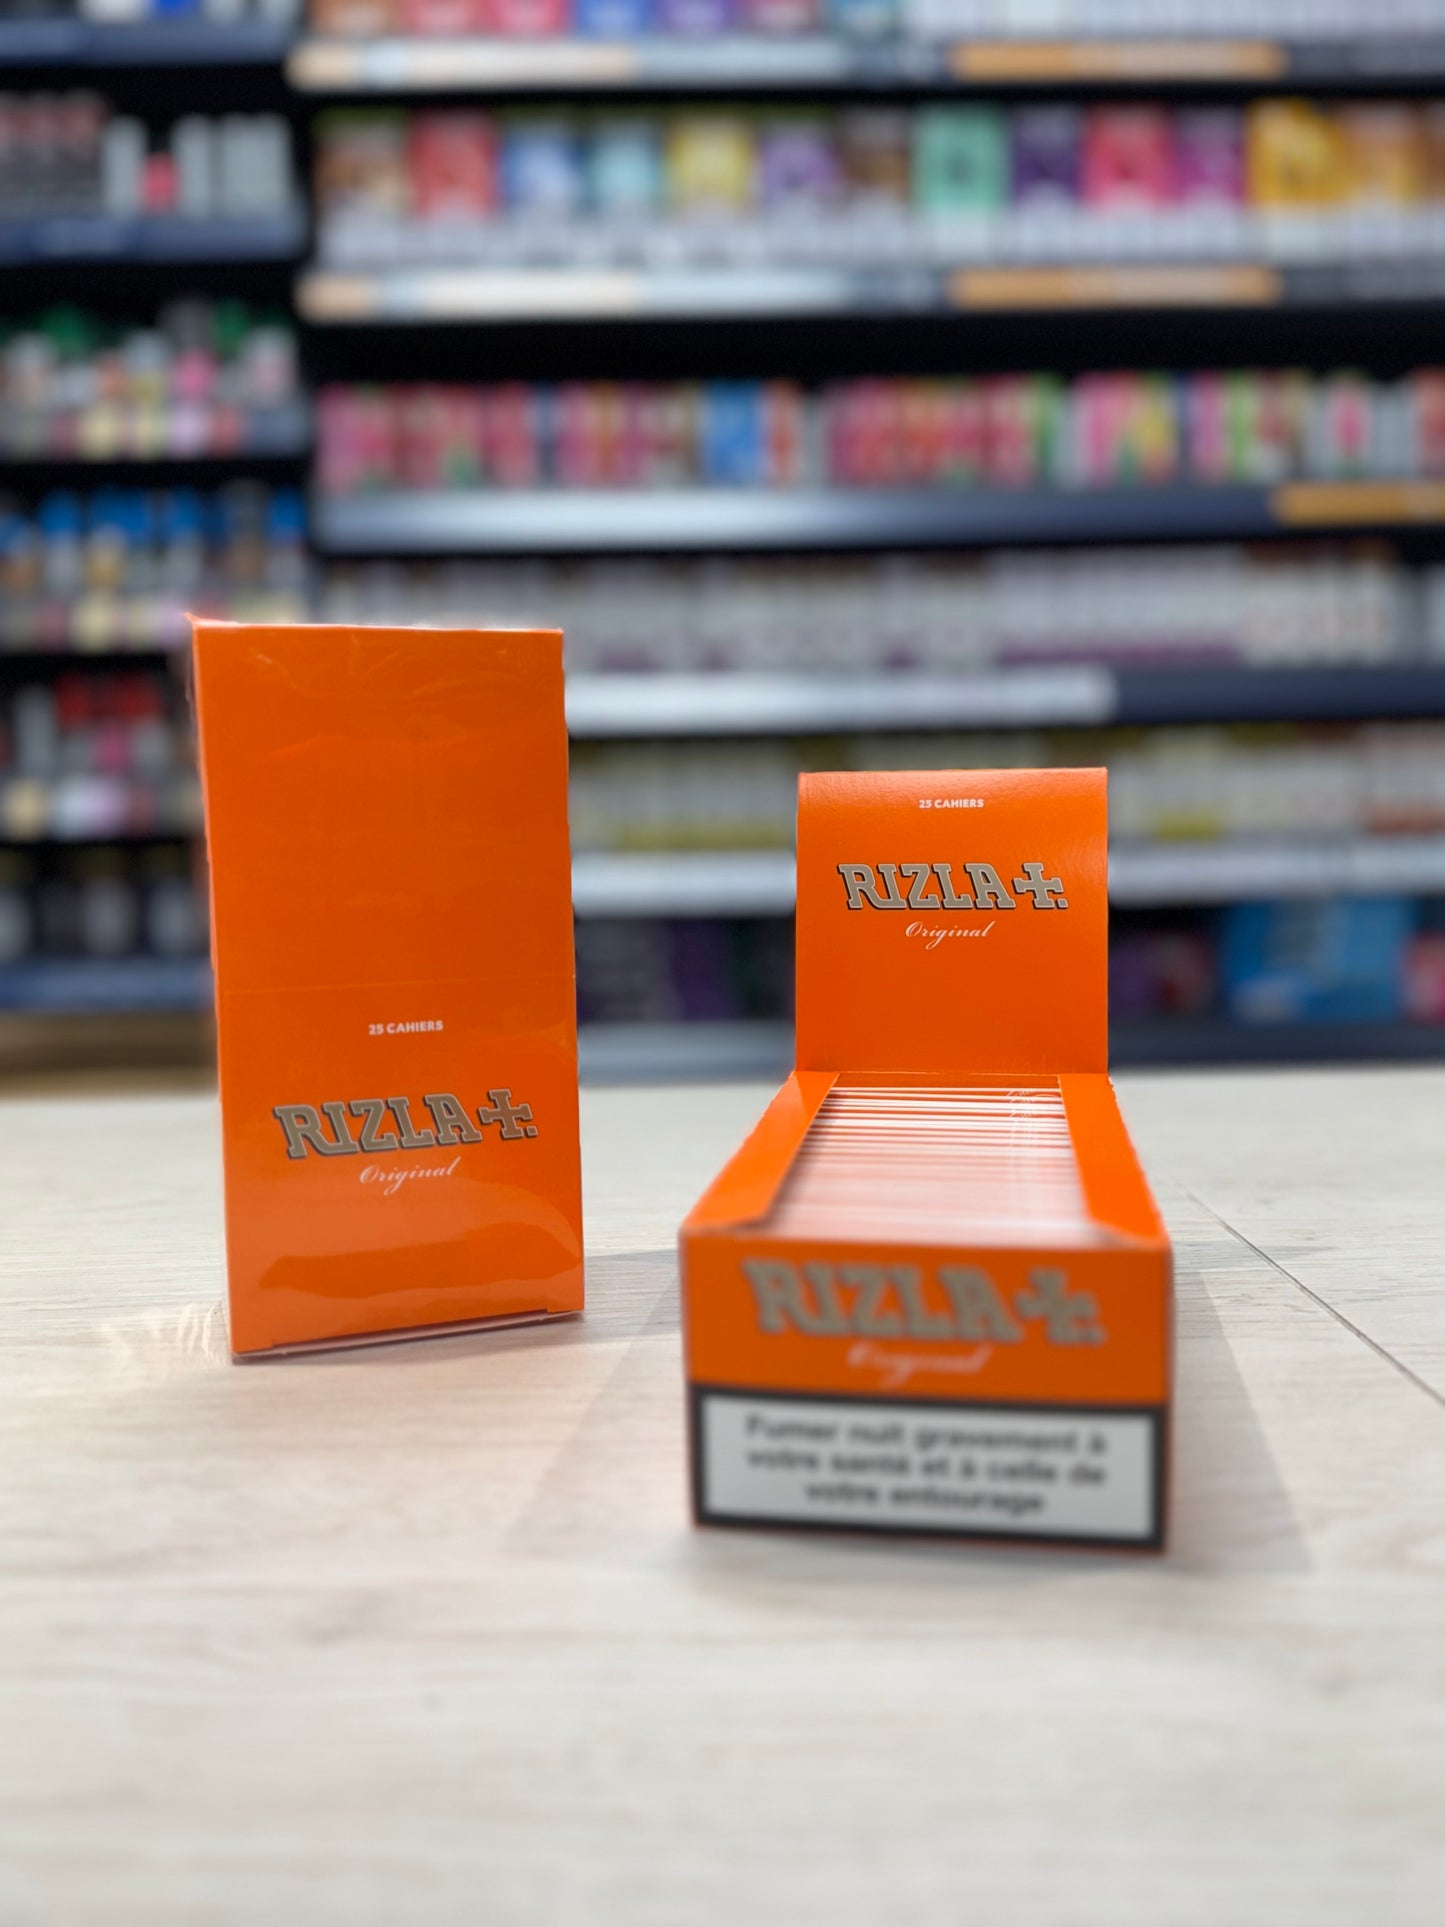 25 CAHIERS
RIZLA+.
Original
25 CAHIERS
RIZLA+.
Original
RIZLA+.
Original
Fumer nuit gravement à
votre santé et à celle de
votre entourage